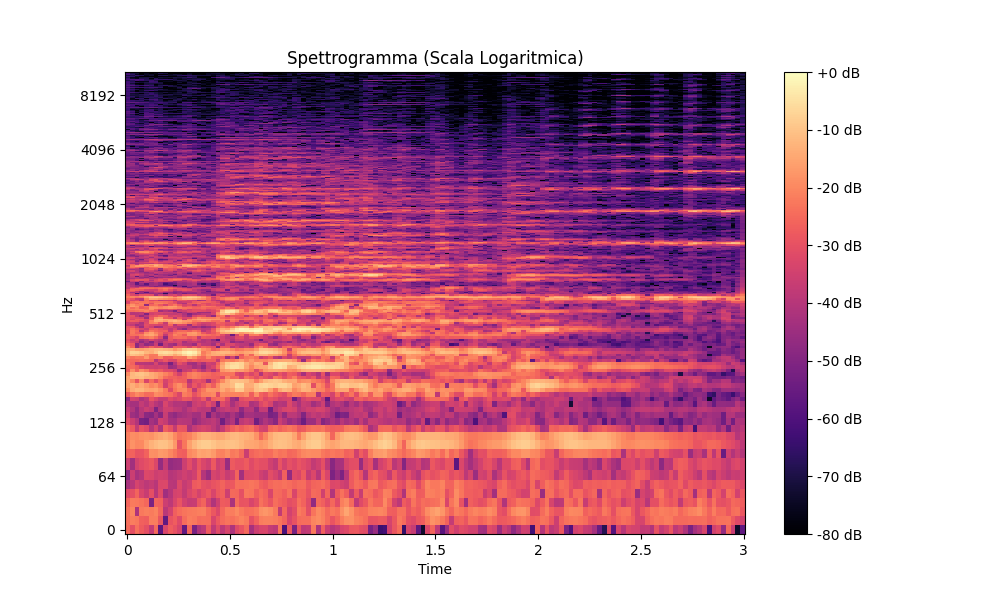 Spettrogramma (Scala Logaritmica)
Hz
8192
4096
2048
1024
512
256
128
64
0
0
0.5
1
1.5
2
2.5
3
Time
+0 dB
-10 dB
-20 dB
-30 dB
-40 dB
-50 dB
-60 dB
-70 dB
-80 dB